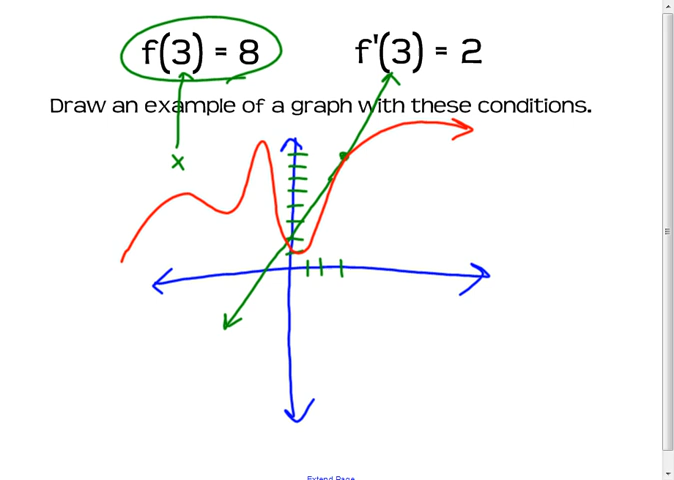 f(3) = 8 f'(3) = 2
Draw an example of a graph with these conditions.
x
Extend Page